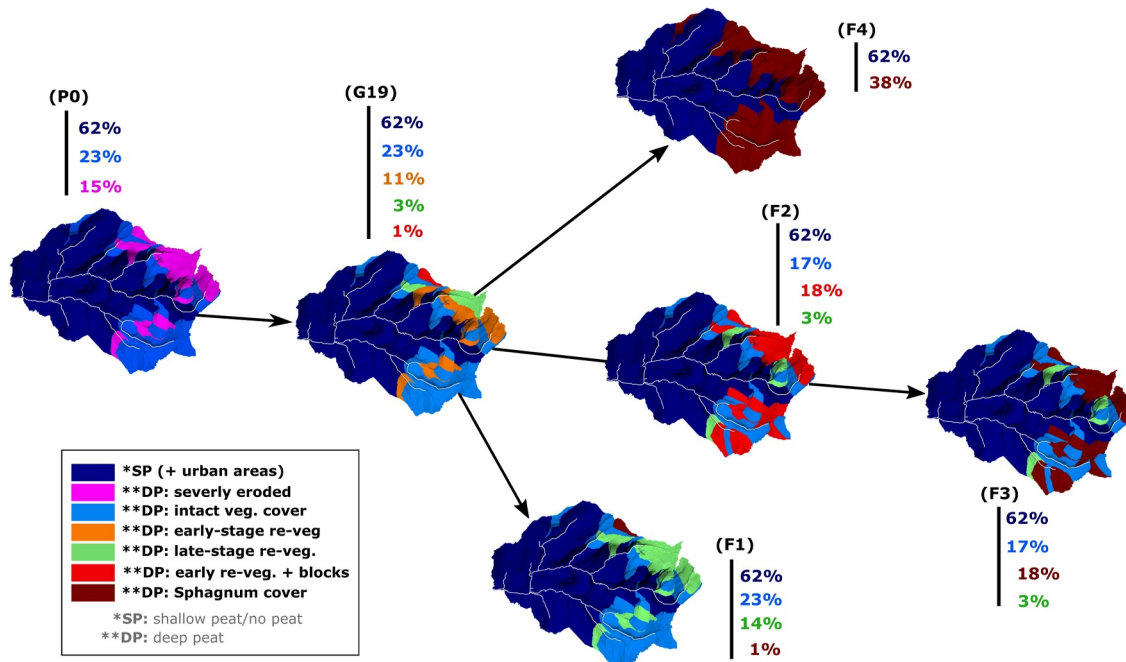 (P0)
62%
23%
15%
(G19)
62%
23%
11%
3%
1%
(F4)
62%
38%
(F2)
62%
17%
18%
3%
(F3)
62%
17%
18%
3%
(F1)
62%
23%
14%
1%
*SP (+ urban areas)
**DP: severly eroded
**DP: intact veg. cover
**DP: early-stage re-veg
**DP: late-stage re-veg.
**DP: early re-veg. + blocks
**DP: Sphagnum cover
*SP: shallow peat/no peat
**DP: deep peat